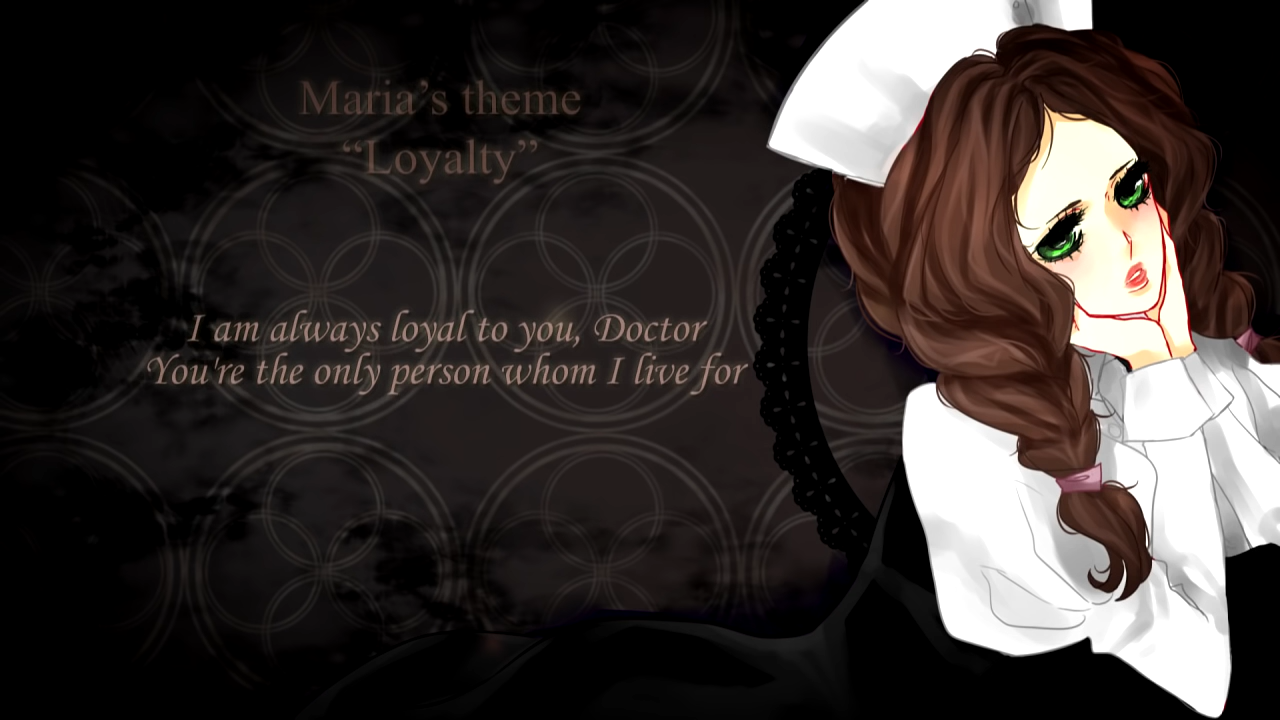 Maria’s theme
“Loyalty”
I am always loyal to you, Doctor
You're the only person whom I live for